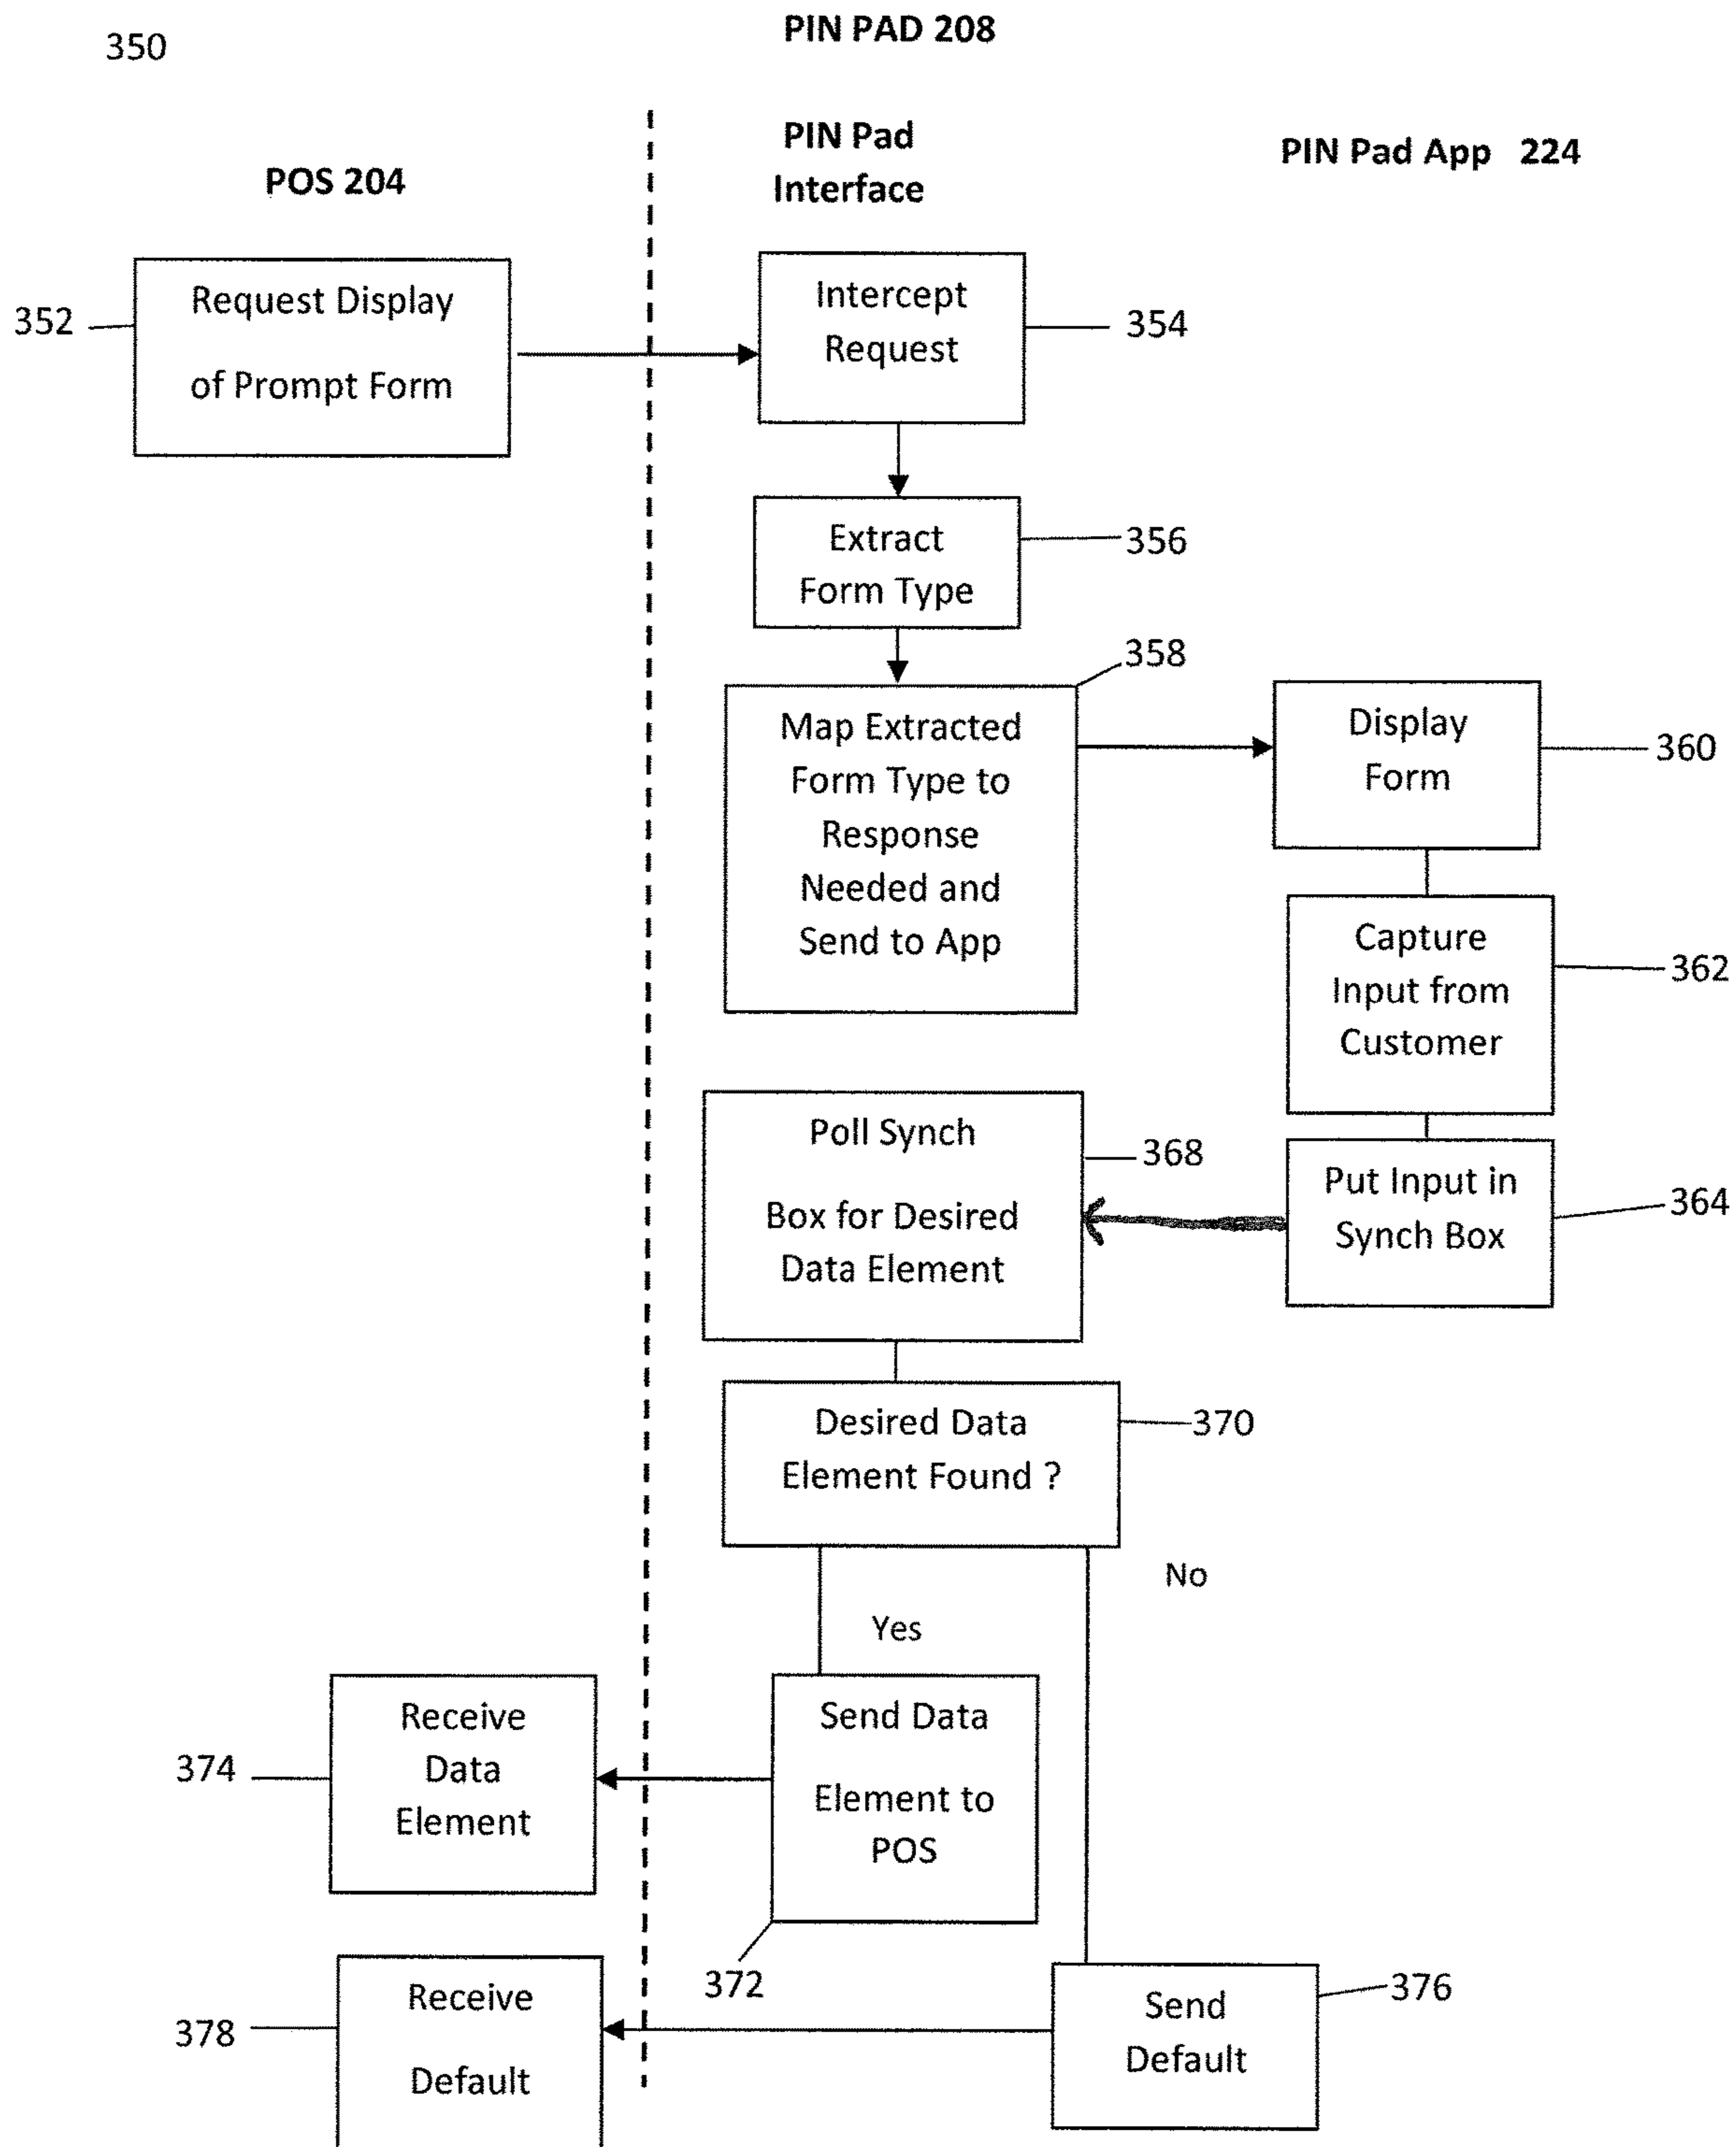 350
PIN PAD 208
POS 204
PIN Pad
Interface
PIN Pad App 224
352
Request Display
of Prompt Form
Intercept
Request
354
Extract
Form Type
356
358
Map Extracted
Form Type to
Response
Needed and
Send to App
Display
Form
360
Capture
Input from
Customer
362
Poll Synch
Box for Desired
Data Element
368
Put Input in
Synch Box
364
Desired Data
Element Found ?
370
No
Yes
374
Receive
Data
Element
Send Data
Element to
POS
372
378
Receive
Default
Send
Default
376